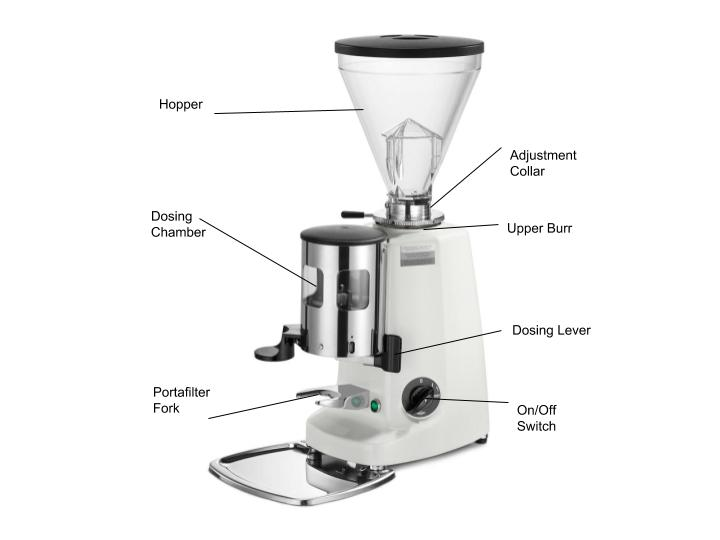 Hopper
Adjustment
Collar
Dosing
Chamber
Upper Burr
Dosing Lever
Portafilter
Fork
On/Off
Switch